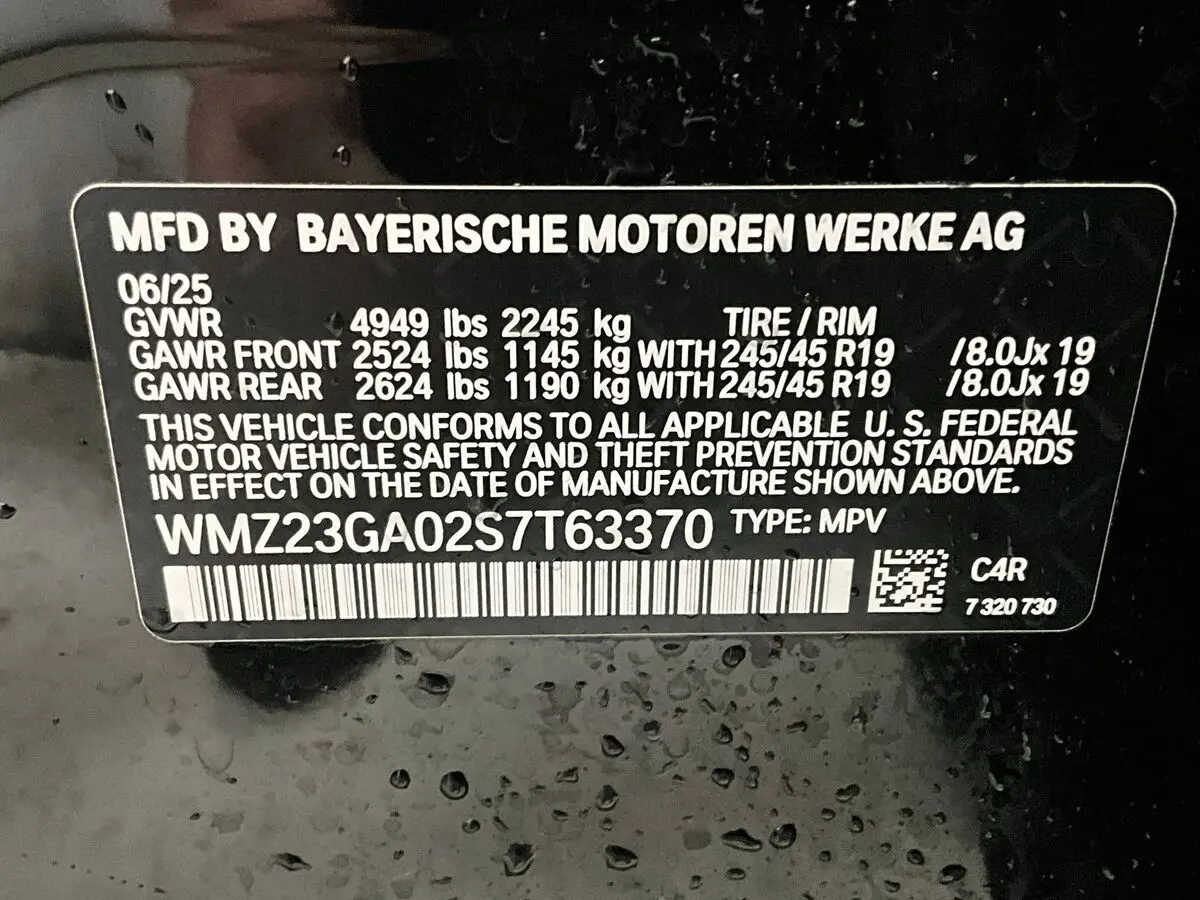 MFD BY BAYERISCHE MOTOREN WERKE AG
06/25
GVWR 4949 lbs 2245 kg TIRE / RIM
GAWR FRONT 2524 lbs 1145 kg WITH 245/45 R19 /8.0Jx 19
GAWR REAR 2624 lbs 1190 kg WITH 245/45 R19 /8.0Jx 19
THIS VEHICLE CONFORMS TO ALL APPLICABLE U. S. FEDERAL
MOTOR VEHICLE SAFETY AND THEFT PREVENTION STANDARDS
IN EFFECT ON THE DATE OF MANUFACTURE SHOWN ABOVE.
WMZ23GA02S7T63370 TYPE: MPV
C4R
7 320 730